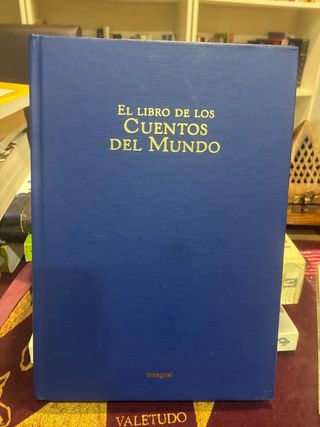 EL LIBRO DE LOS
CUENTOS
DEL MUNDO
integral
VALETUDO